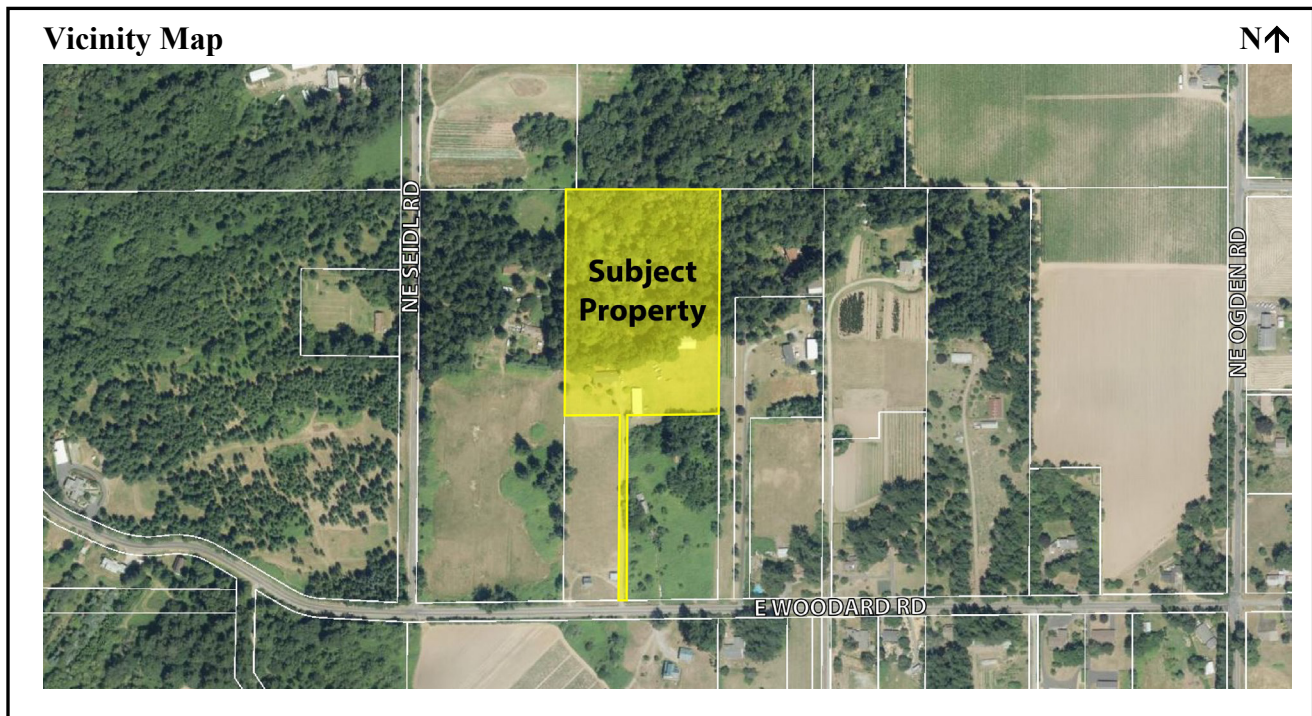 Vicinity Map
N↑
NE SEIDL RD
Subject
Property
NE OGDEN RD
E WOODARD RD